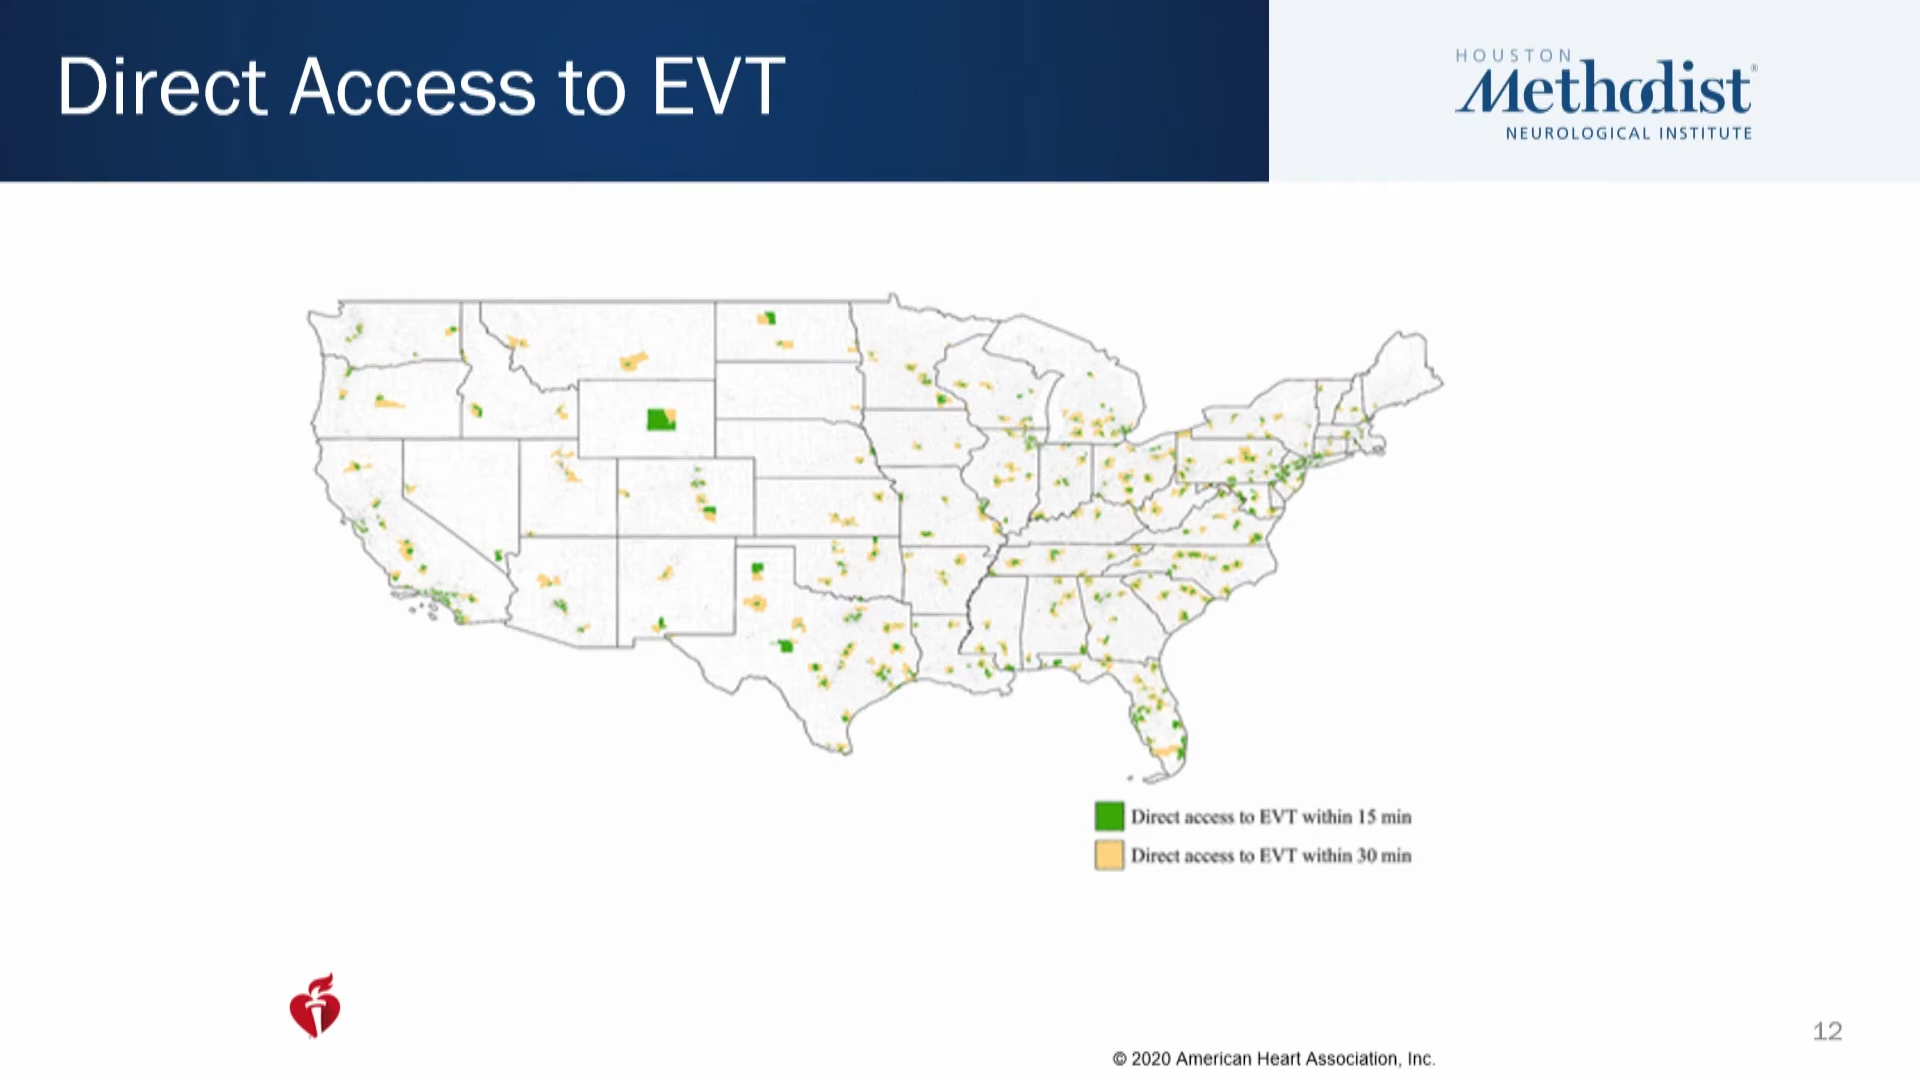 Direct Access to EVT
HOUSTON
Methodist®
NEUROLOGICAL INSTITUTE
Direct access to EVT within 15 min
Direct access to EVT within 30 min
12
© 2020 American Heart Association, Inc.